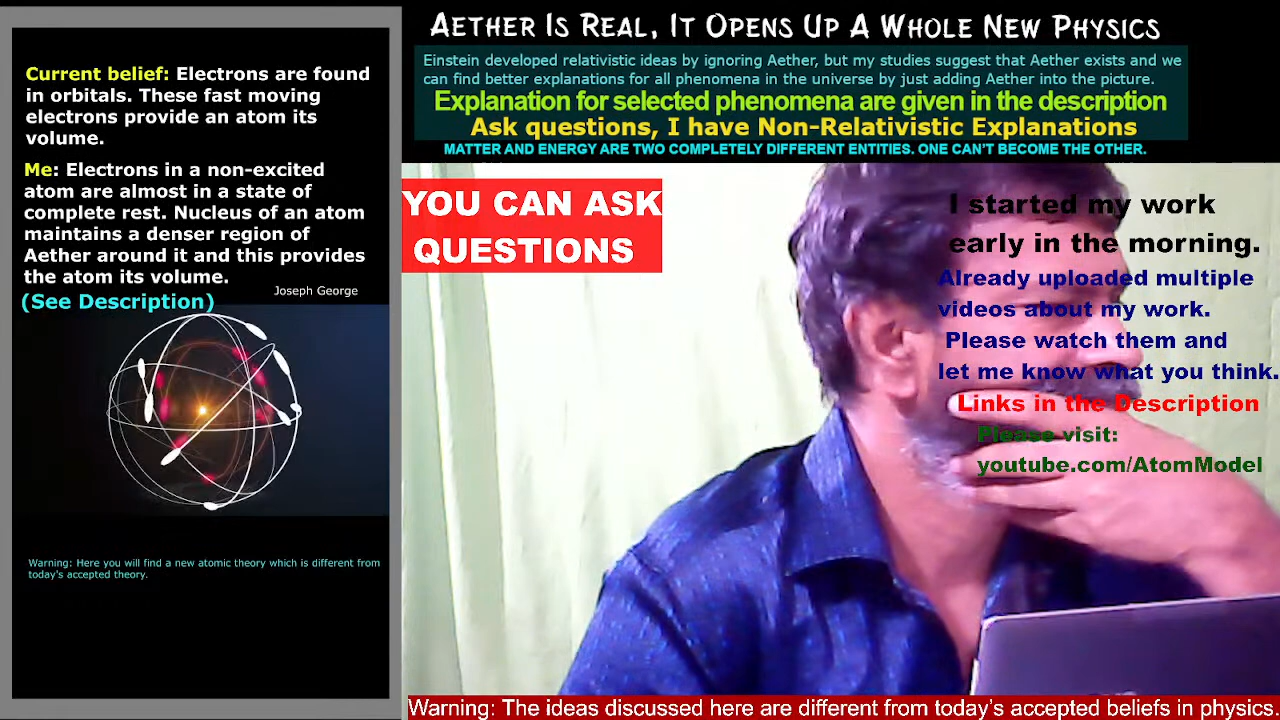 AETHER IS REAL, IT OPENS UP A WHOLE NEW PHYSICS
Einstein developed relativistic ideas by ignoring Aether, but my studies suggest that Aether exists and we
can find better explanations for all phenomena in the universe by just adding Aether into the picture.
Explanation for selected phenomena are given in the description
Ask questions, I have Non-Relativistic Explanations
MATTER AND ENERGY ARE TWO COMPLETELY DIFFERENT ENTITIES. ONE CAN'T BECOME THE OTHER.
Current belief: Electrons are found
in orbitals. These fast moving
electrons provide an atom its
volume.
Me: Electrons in a non-excited
atom are almost in a state of
complete rest. Nucleus of an atom
maintains a denser region of
Aether around it and this provides
the atom its volume.
Joseph George
(See Description)
Warning: Here you will find a new atomic theory which is different from
today's accepted theory.
YOU CAN ASK
QUESTIONS
I started my work
early in the morning.
Already uploaded multiple
videos about my work.
Please watch them and
let me know what you think.
Links in the Description
Please visit:
youtube.com/AtomModel
Warning: The ideas discussed here are different from today's accepted beliefs in physics.